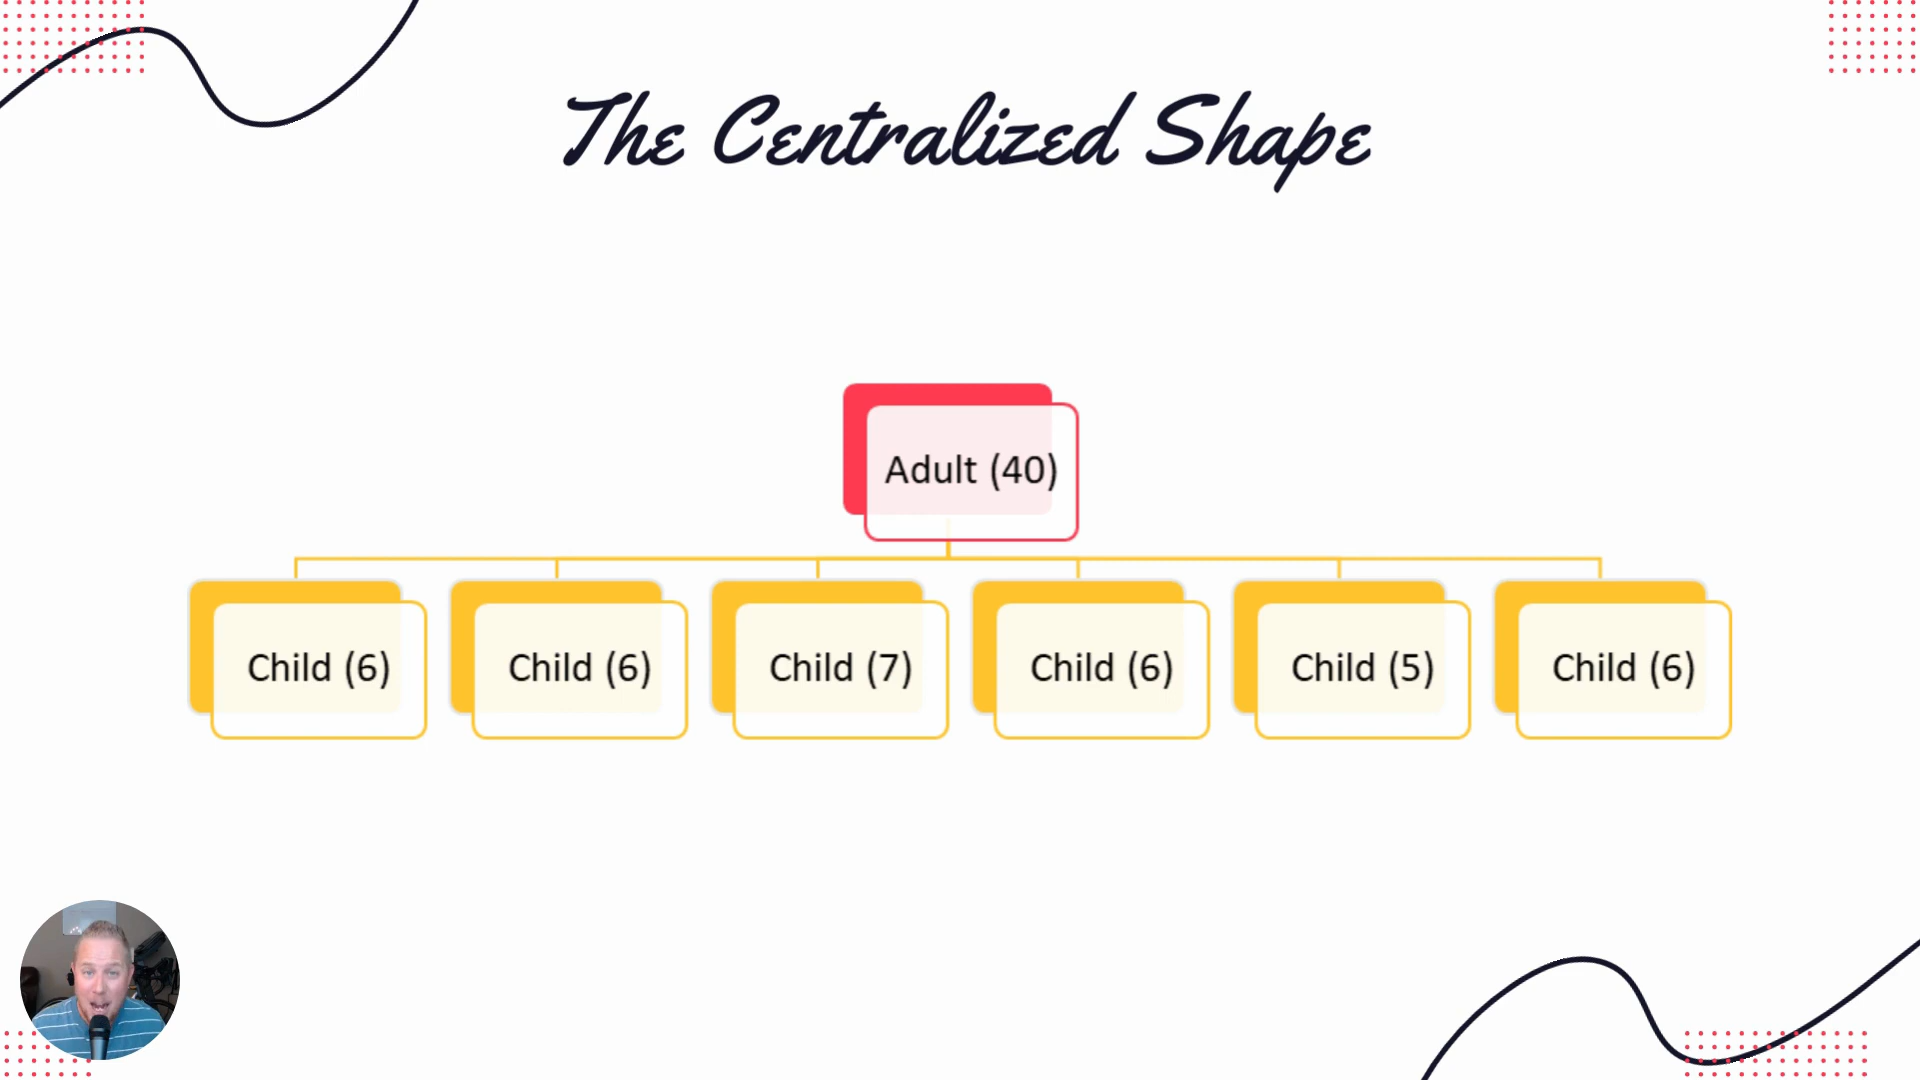 The Centralized Shape
Adult (40)
Child (6)
Child (6)
Child (7)
Child (6)
Child (5)
Child (6)